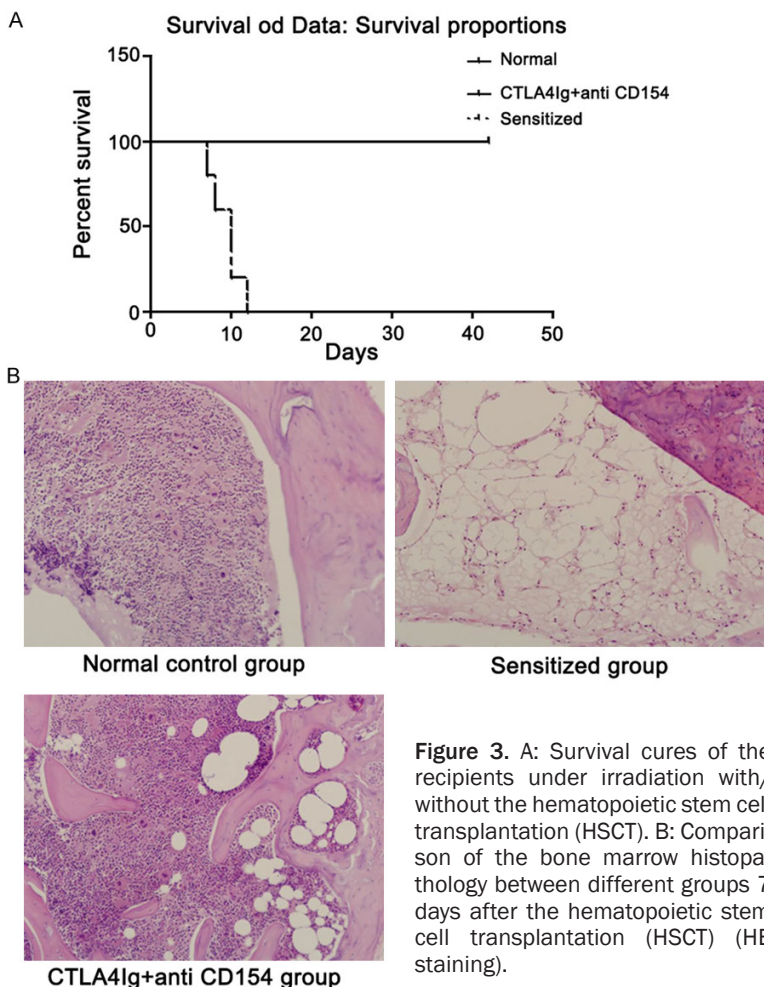 A
Survival od Data: Survival proportions
Normal
CTLA4Ig+anti CD154
Sensitized
150
100
50
0
Percent survival
0 10 20 30 40 50
Days
B
Normal control group
Sensitized group
CTLA4Ig+anti CD154 group
Figure 3. A: Survival cures of the
recipients under irradiation with/
without the hematopoietic stem cell
transplantation (HSCT). B: Compari
son of the bone marrow histopa
thology between different groups 7
days after the hematopoietic stem
cell transplantation (HSCT) (HE
staining).